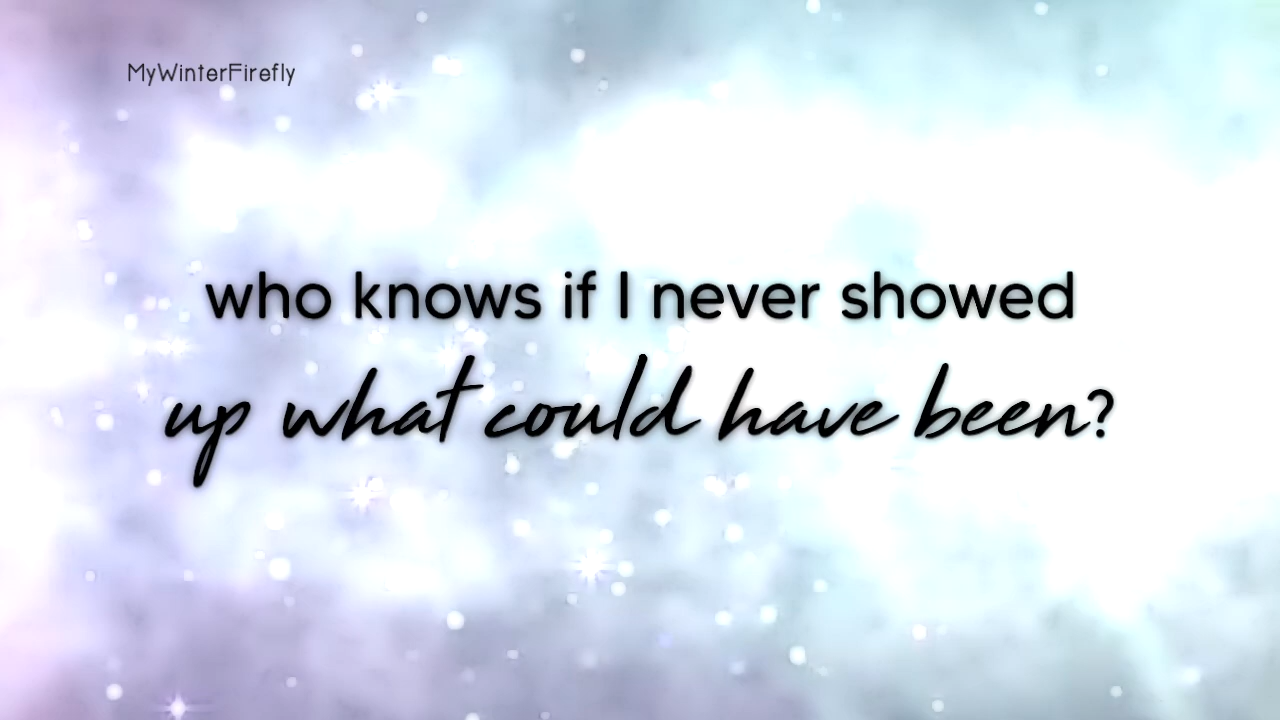 MyWinterFirefly
who knows if I never showed
up what could have been?